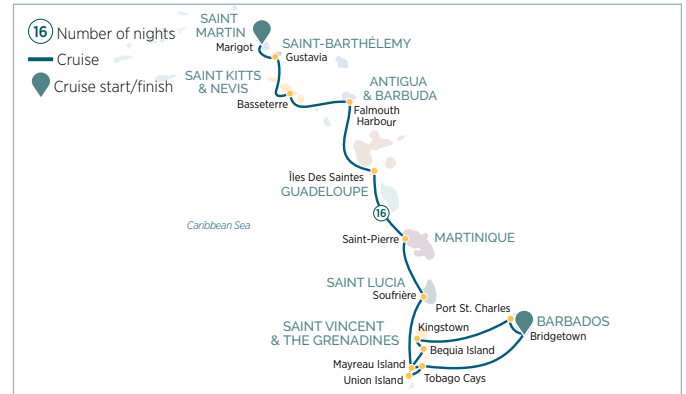 16 Number of nights
Cruise
Cruise start/finish
SAINT
MARTIN
Marigot
SAINT-BARTHÉLEMY
Gustavia
SAINT KITTS
& NEVIS
Basseterre
ANTIGUA
& BARBUDA
Falmouth
Harbour
Îles Des Saintes
GUADELOUPE
16
Caribbean Sea
Saint-Pierre
MARTINIQUE
SAINT LUCIA
Soufrière
Port St. Charles
SAINT VINCENT
& THE GRENADINES
Kingstown
BARBADOS
Bridgetown
Bequia Island
Mayreau Island
Union Island
Tobago Cays